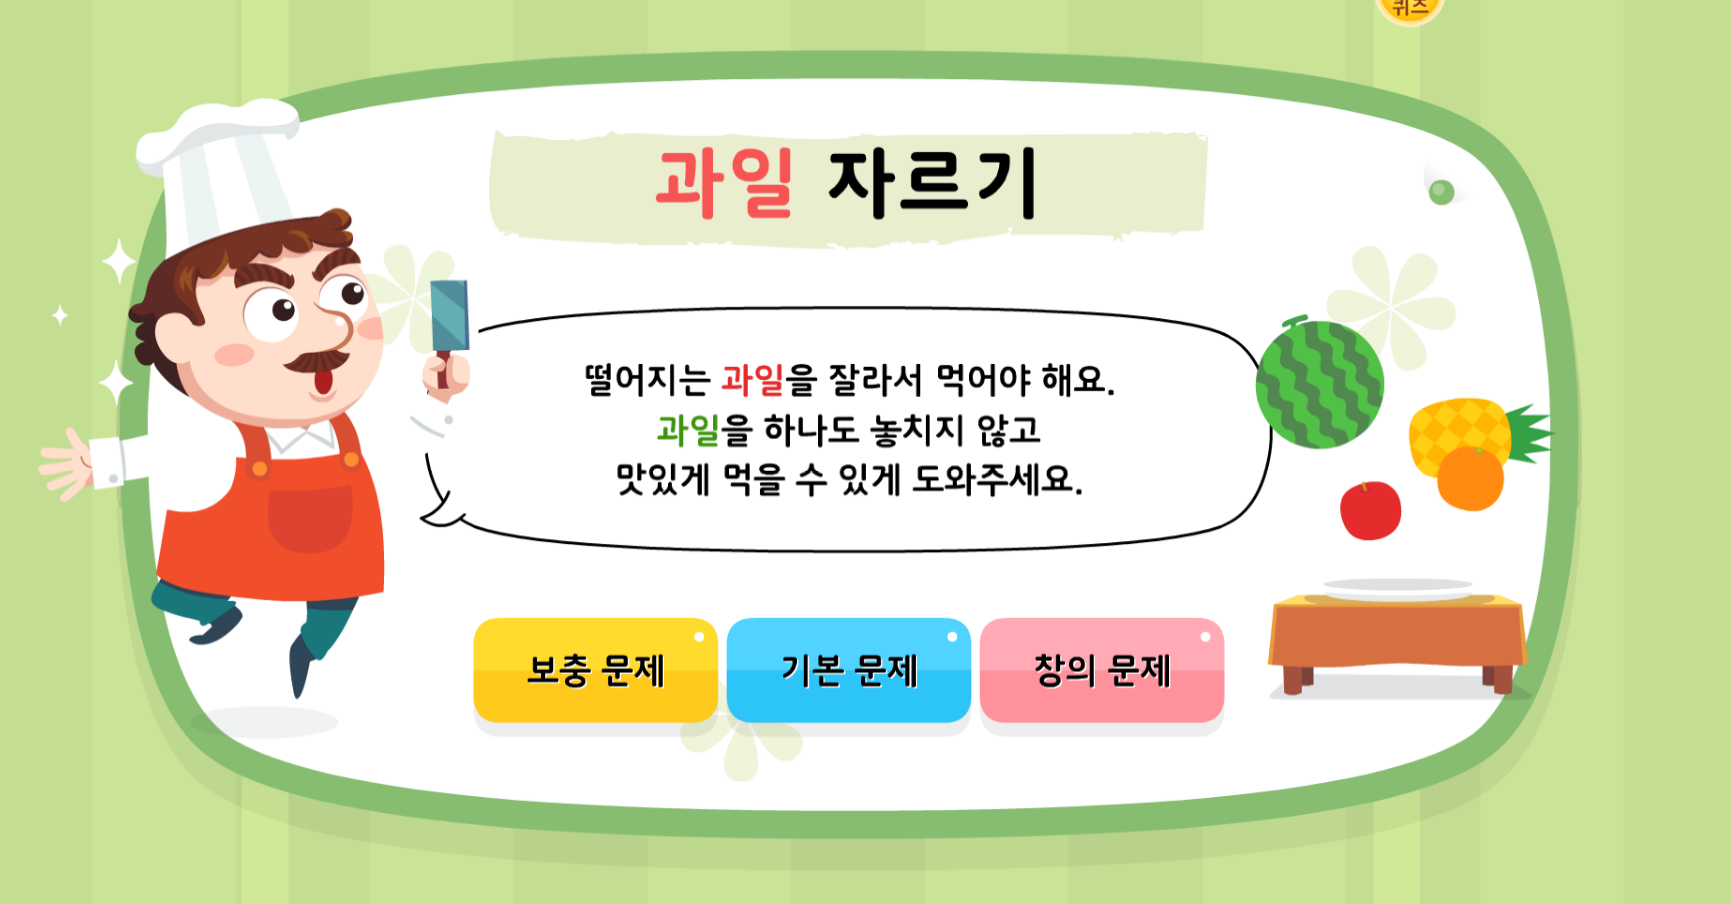 퀴즈
과일 자르기
떨어지는 과일을 잘라서 먹어야 해요.
과일을 하나도 놓치지 않고
맛있게 먹을 수 있게 도와주세요.
보충 문제
기본 문제
창의 문제